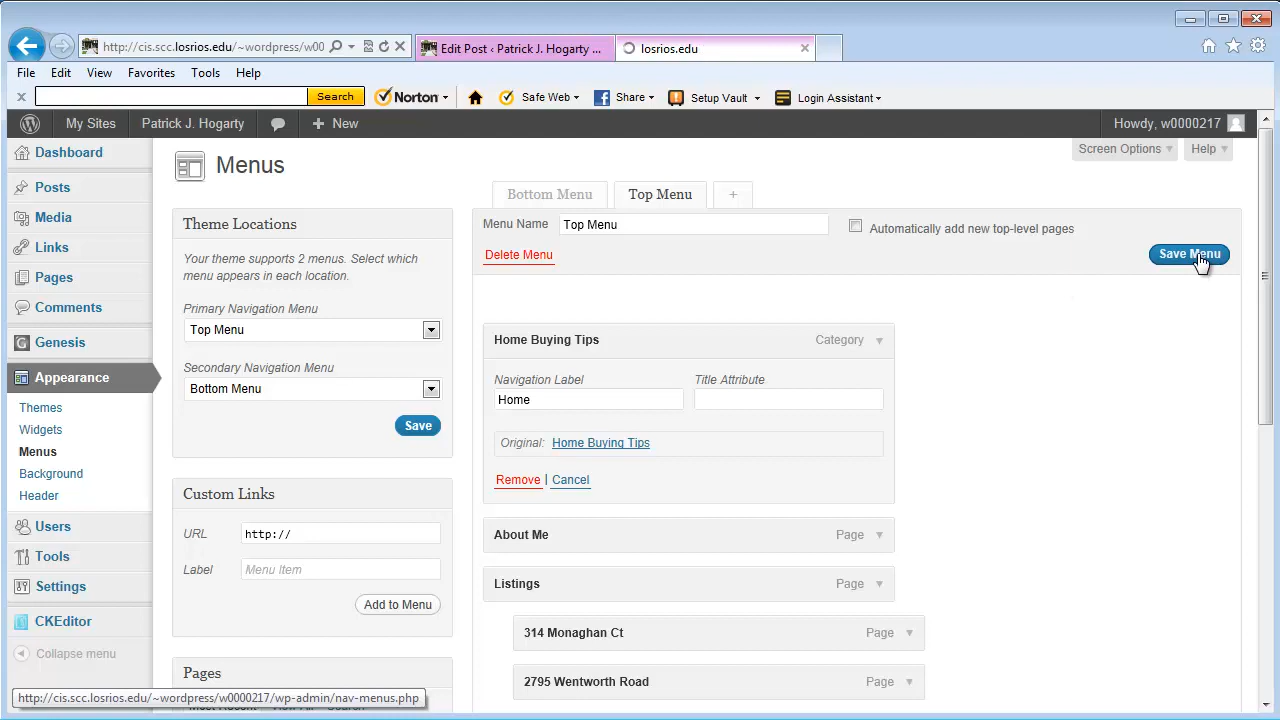 http://cis.scc.losrios.edu/~wordpress/w00
Edit Post ‹ Patrick J. Hogarty ...
losrios.edu
File Edit View Favorites Tools Help
Search
Norton
Safe Web
Share
Setup Vault
Login Assistant
My Sites
Patrick J. Hogarty
+ New
Howdy, w0000217
Screen Options
Help
Dashboard
Posts
Media
Links
Pages
Comments
Genesis
Appearance
Themes
Widgets
Menus
Background
Header
Users
Tools
Settings
CKEditor
Collapse menu
Menus
Theme Locations
Your theme supports 2 menus. Select which
menu appears in each location.
Primary Navigation Menu
Top Menu
Secondary Navigation Menu
Bottom Menu
Save
Custom Links
URL http://
Label Menu Item
Add to Menu
Pages
Bottom Menu
Top Menu
+
Menu Name Top Menu
Automatically add new top-level pages
Delete Menu
Save Menu
Home Buying Tips Category
Navigation Label Title Attribute
Home
Original: Home Buying Tips
Remove | Cancel
About Me Page
Listings Page
314 Monaghan Ct Page
2795 Wentworth Road Page
http://cis.scc.losrios.edu/~wordpress/w0000217/wp-admin/nav-menus.php